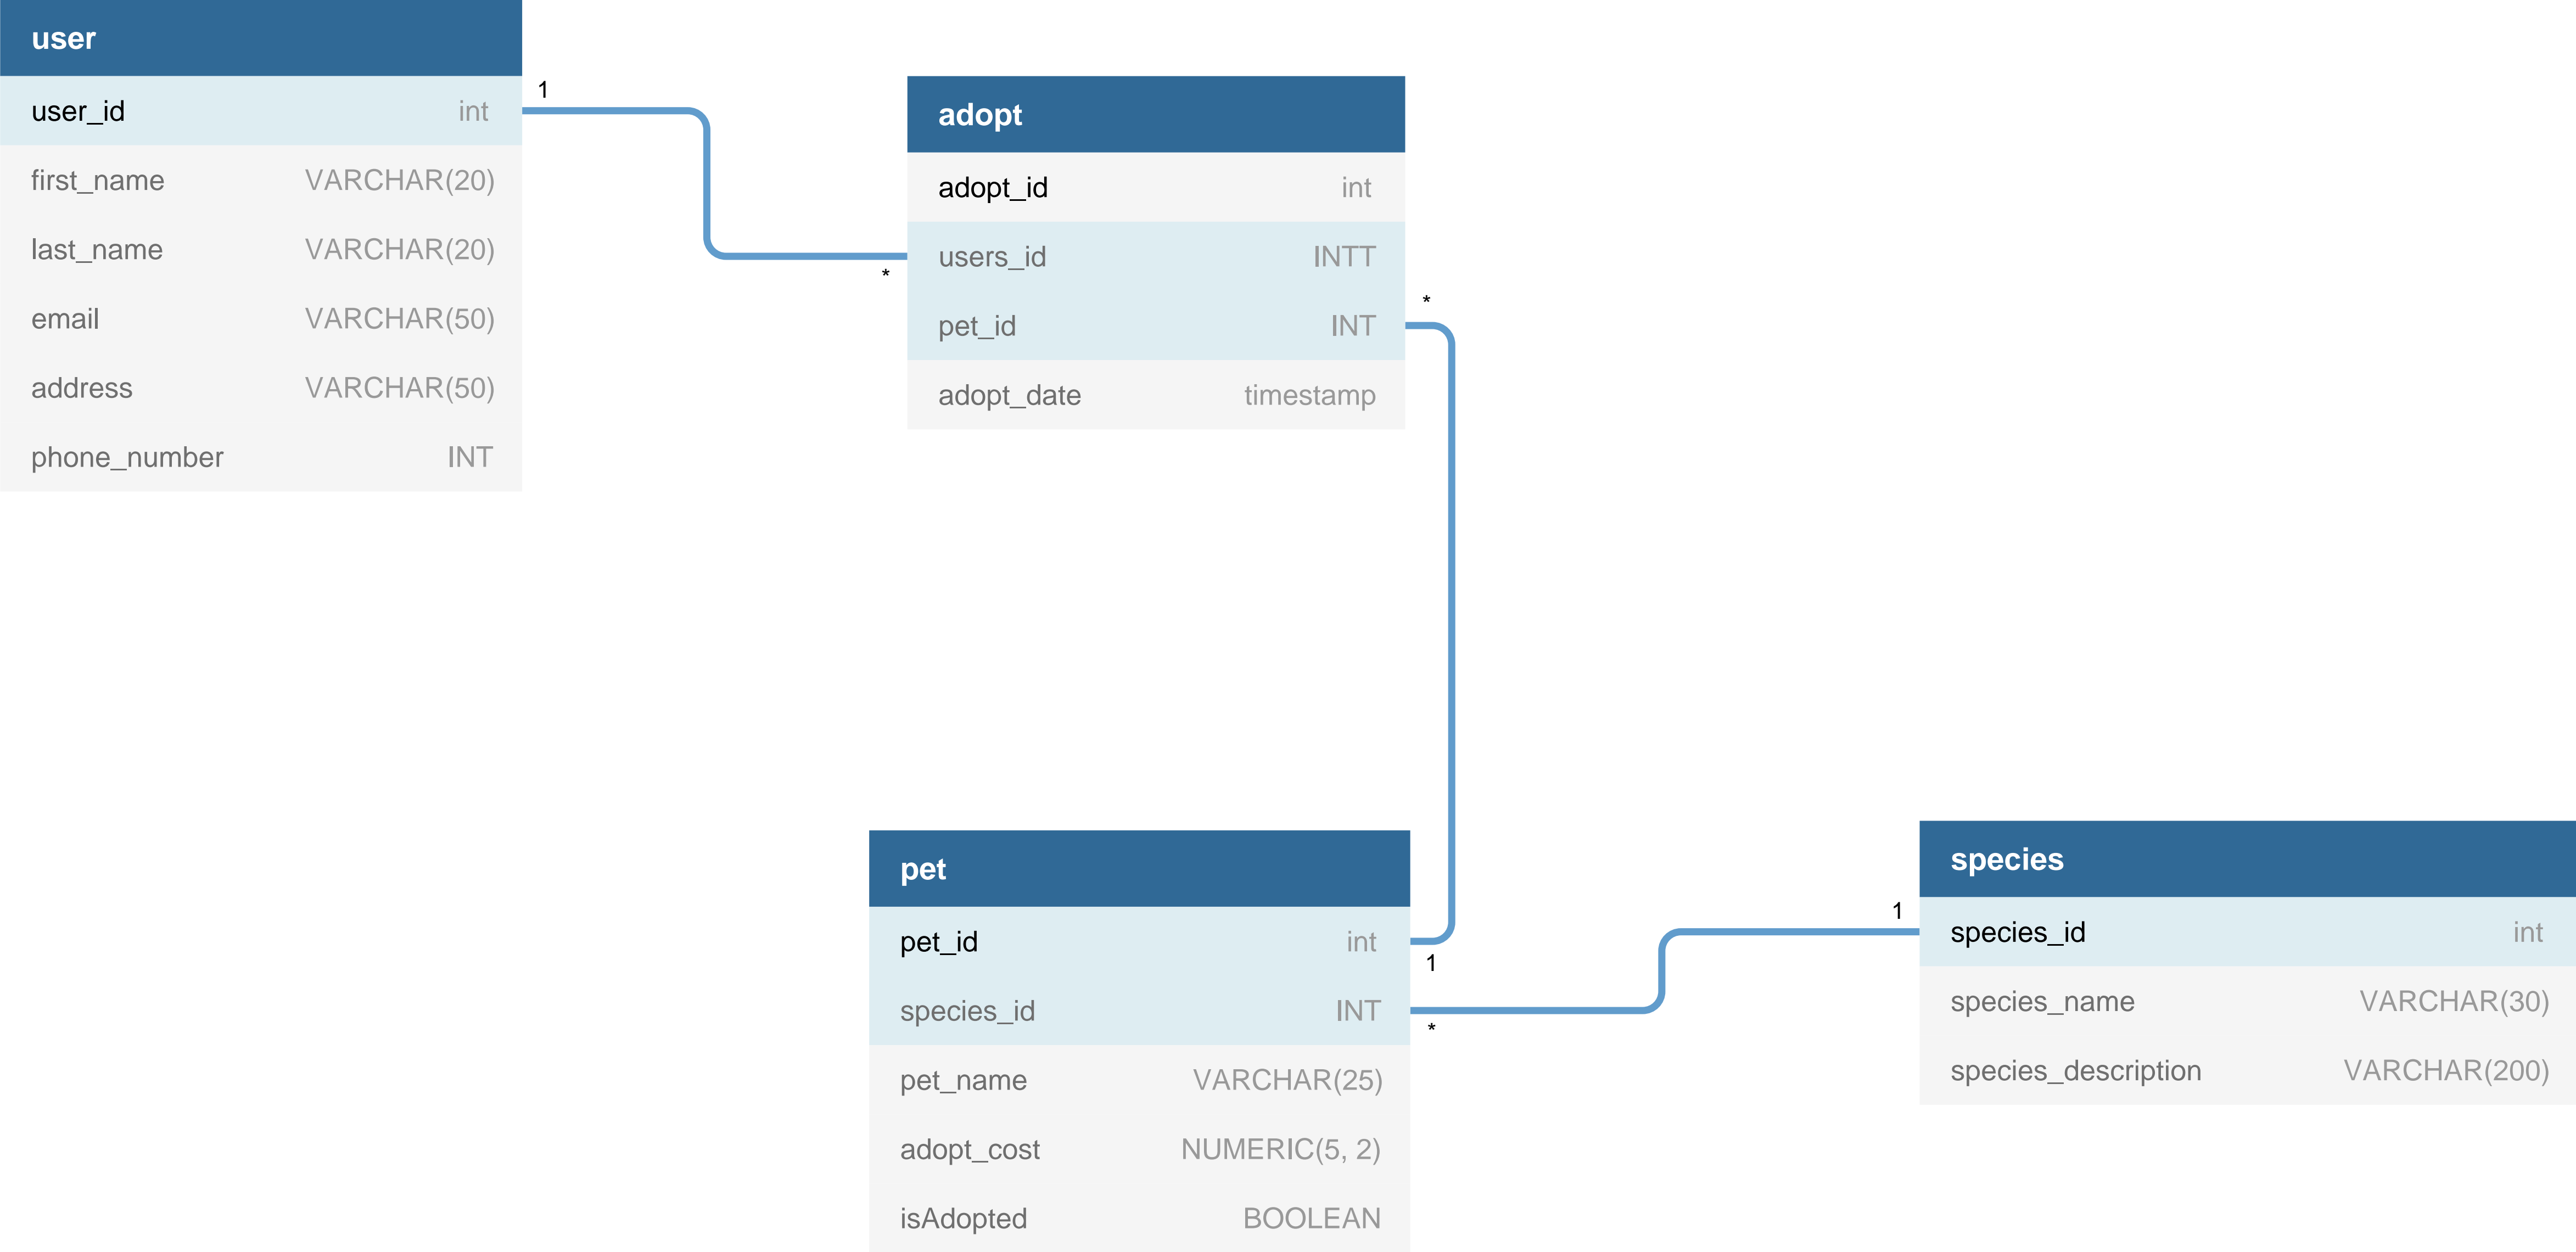 user
user_id int
first_name VARCHAR(20)
last_name VARCHAR(20)
email VARCHAR(50)
address VARCHAR(50)
phone_number INT
1
*
adopt
adopt_id int
users_id INTT
pet_id INT
adopt_date timestamp
*
1
pet
pet_id int
species_id INT
pet_name VARCHAR(25)
adopt_cost NUMERIC(5, 2)
isAdopted BOOLEAN
*
1
species
species_id int
species_name VARCHAR(30)
species_description VARCHAR(200)